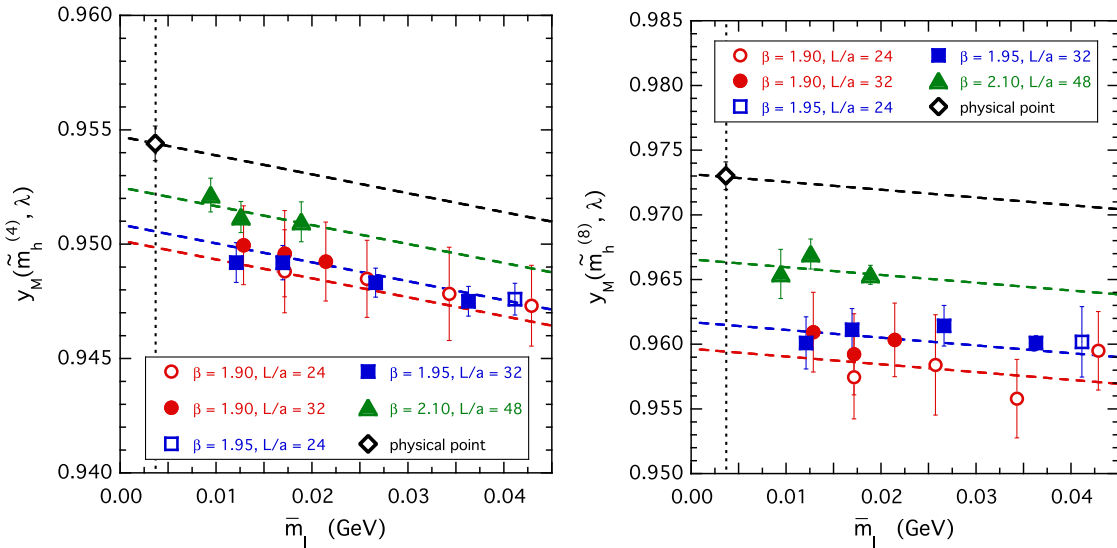 0.960
0.955
0.950
0.945
0.940
y_M(m̃_h^(4), λ)
β = 1.90, L/a = 24
β = 1.90, L/a = 32
β = 1.95, L/a = 24
β = 1.95, L/a = 32
β = 2.10, L/a = 48
physical point
0.00 0.01 0.02 0.03 0.04
m̅_l (GeV)
0.985
0.980
0.975
0.970
0.965
0.960
0.955
0.950
y_M(m̃_h^(8), λ)
β = 1.90, L/a = 24
β = 1.90, L/a = 32
β = 1.95, L/a = 24
β = 1.95, L/a = 32
β = 2.10, L/a = 48
physical point
0.00 0.01 0.02 0.03 0.04
m̅_l (GeV)